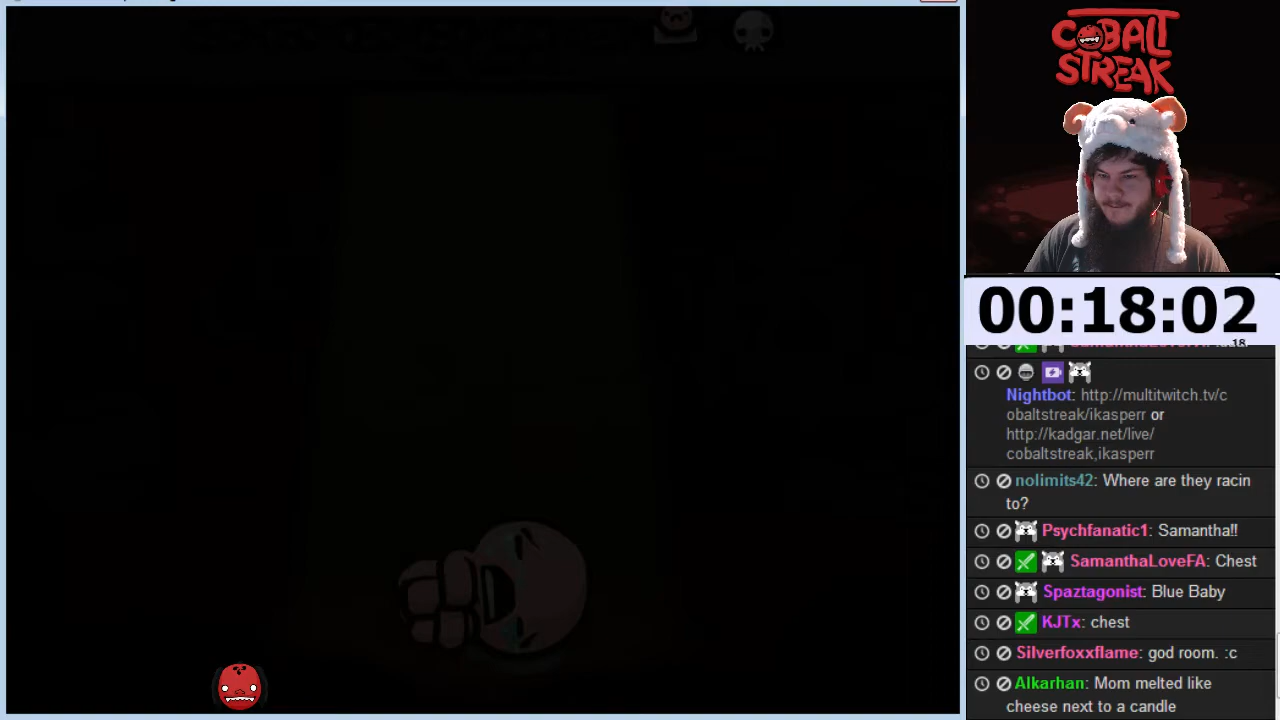 COBALT
STREAK
00:18:02
.18
Nightbot: http://multitwitch.tv/c
obaltstreak/ikasperr or
http://kadgar.net/live/
cobaltstreak,ikasperr
nolimits42: Where are they racin
to?
Psychfanatic1: Samantha!!
SamanthaLoveFA: Chest
Spaztagonist: Blue Baby
KJTx: chest
Silverfoxxflame: god room. :c
Alkarhan: Mom melted like
cheese next to a candle